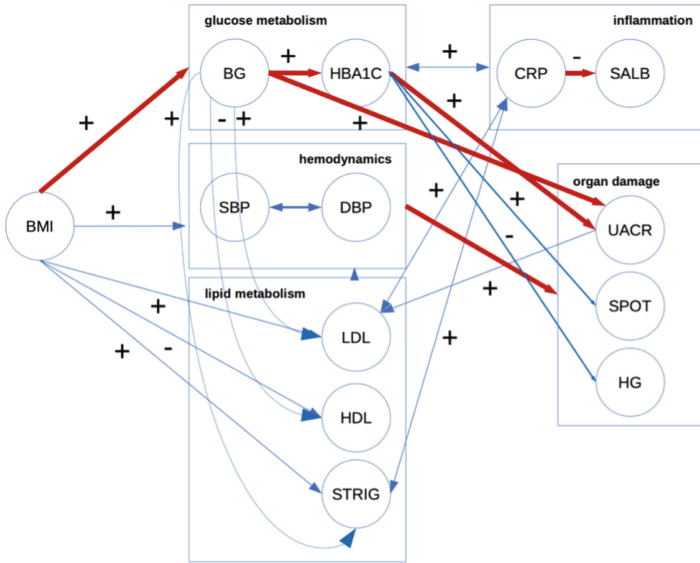 glucose metabolism
inflammation
+
+
-
BG
HBA1C
CRP
SALB
+
+
+
- +
+
hemodynamics
organ damage
+
+
SBP
DBP
BMI
+
-
UACR
lipid metabolism
+
+
SPOT
LDL
+
+
-
HG
HDL
STRIG